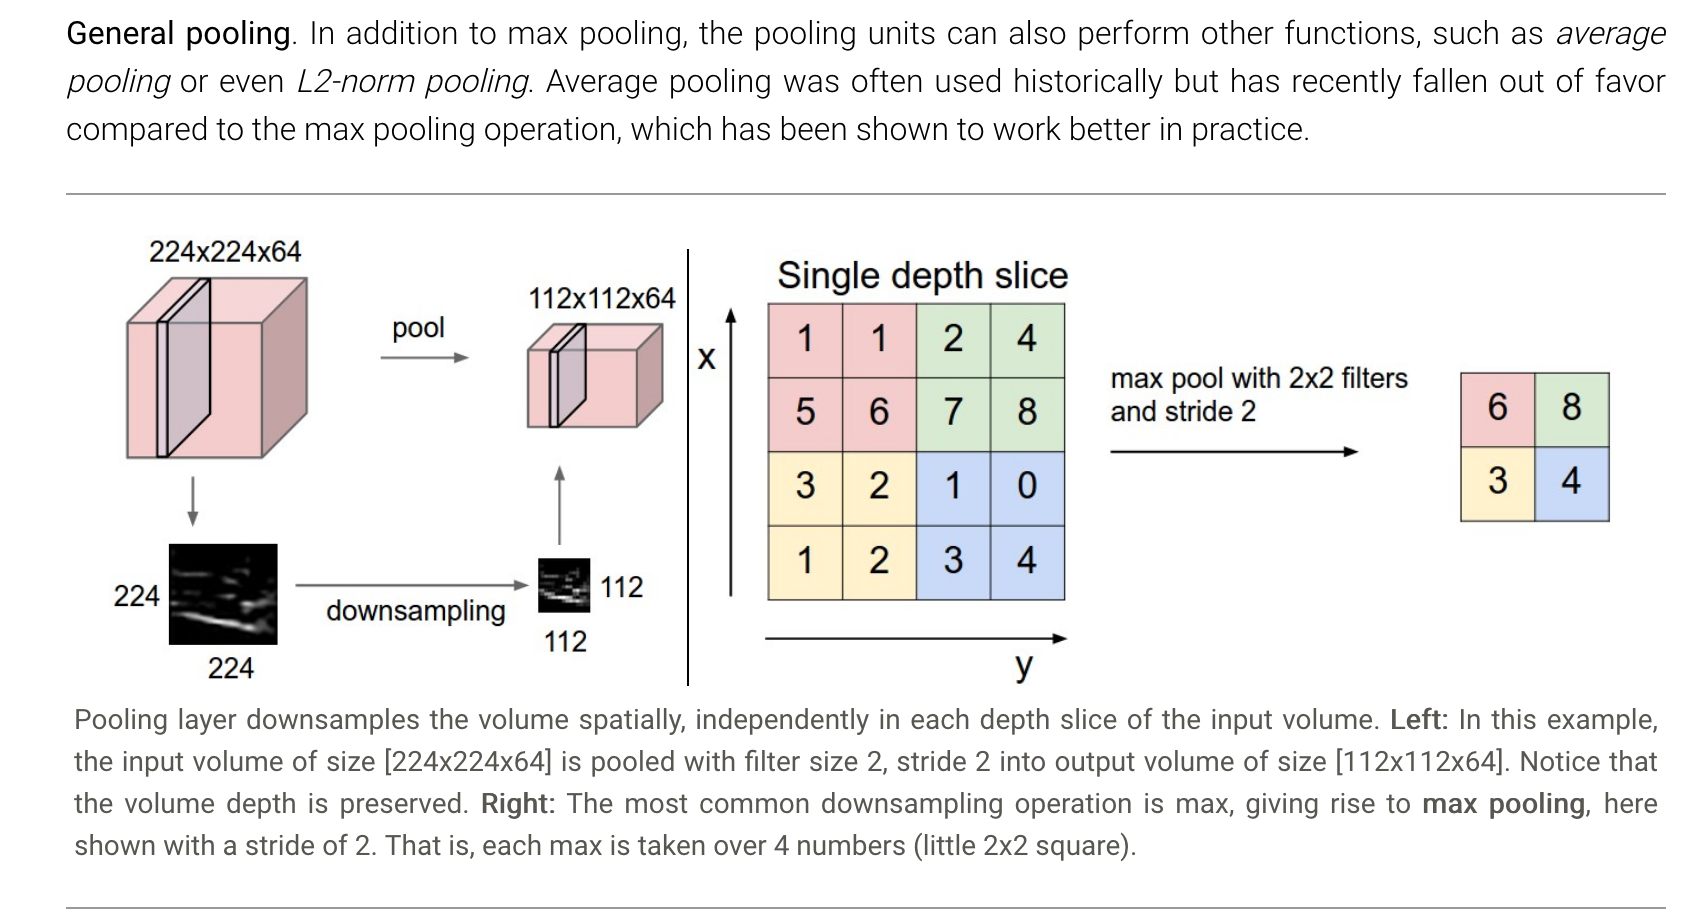 General pooling. In addition to max pooling, the pooling units can also perform other functions, such as average
pooling or even L2-norm pooling. Average pooling was often used historically but has recently fallen out of favor
compared to the max pooling operation, which has been shown to work better in practice.
224x224x64
pool
112x112x64
224
224
downsampling
112
112
Single depth slice
x
1 1 2 4
5 6 7 8
3 2 1 0
1 2 3 4
y
max pool with 2x2 filters
and stride 2
6 8
3 4
Pooling layer downsamples the volume spatially, independently in each depth slice of the input volume. Left: In this example,
the input volume of size [224x224x64] is pooled with filter size 2, stride 2 into output volume of size [112x112x64]. Notice that
the volume depth is preserved. Right: The most common downsampling operation is max, giving rise to max pooling, here
shown with a stride of 2. That is, each max is taken over 4 numbers (little 2x2 square).